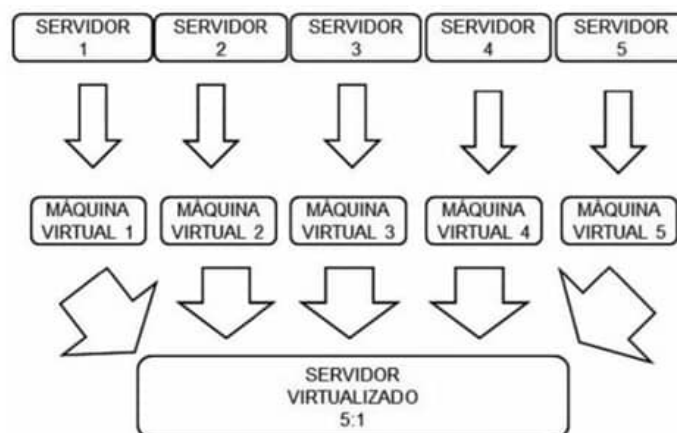 SERVIDOR
1
SERVIDOR
2
SERVIDOR
3
SERVIDOR
4
SERVIDOR
5
MÁQUINA
VIRTUAL 1
MÁQUINA
VIRTUAL 2
MÁQUINA
VIRTUAL 3
MÁQUINA
VIRTUAL 4
MÁQUINA
VIRTUAL 5
SERVIDOR
VIRTUALIZADO
5:1